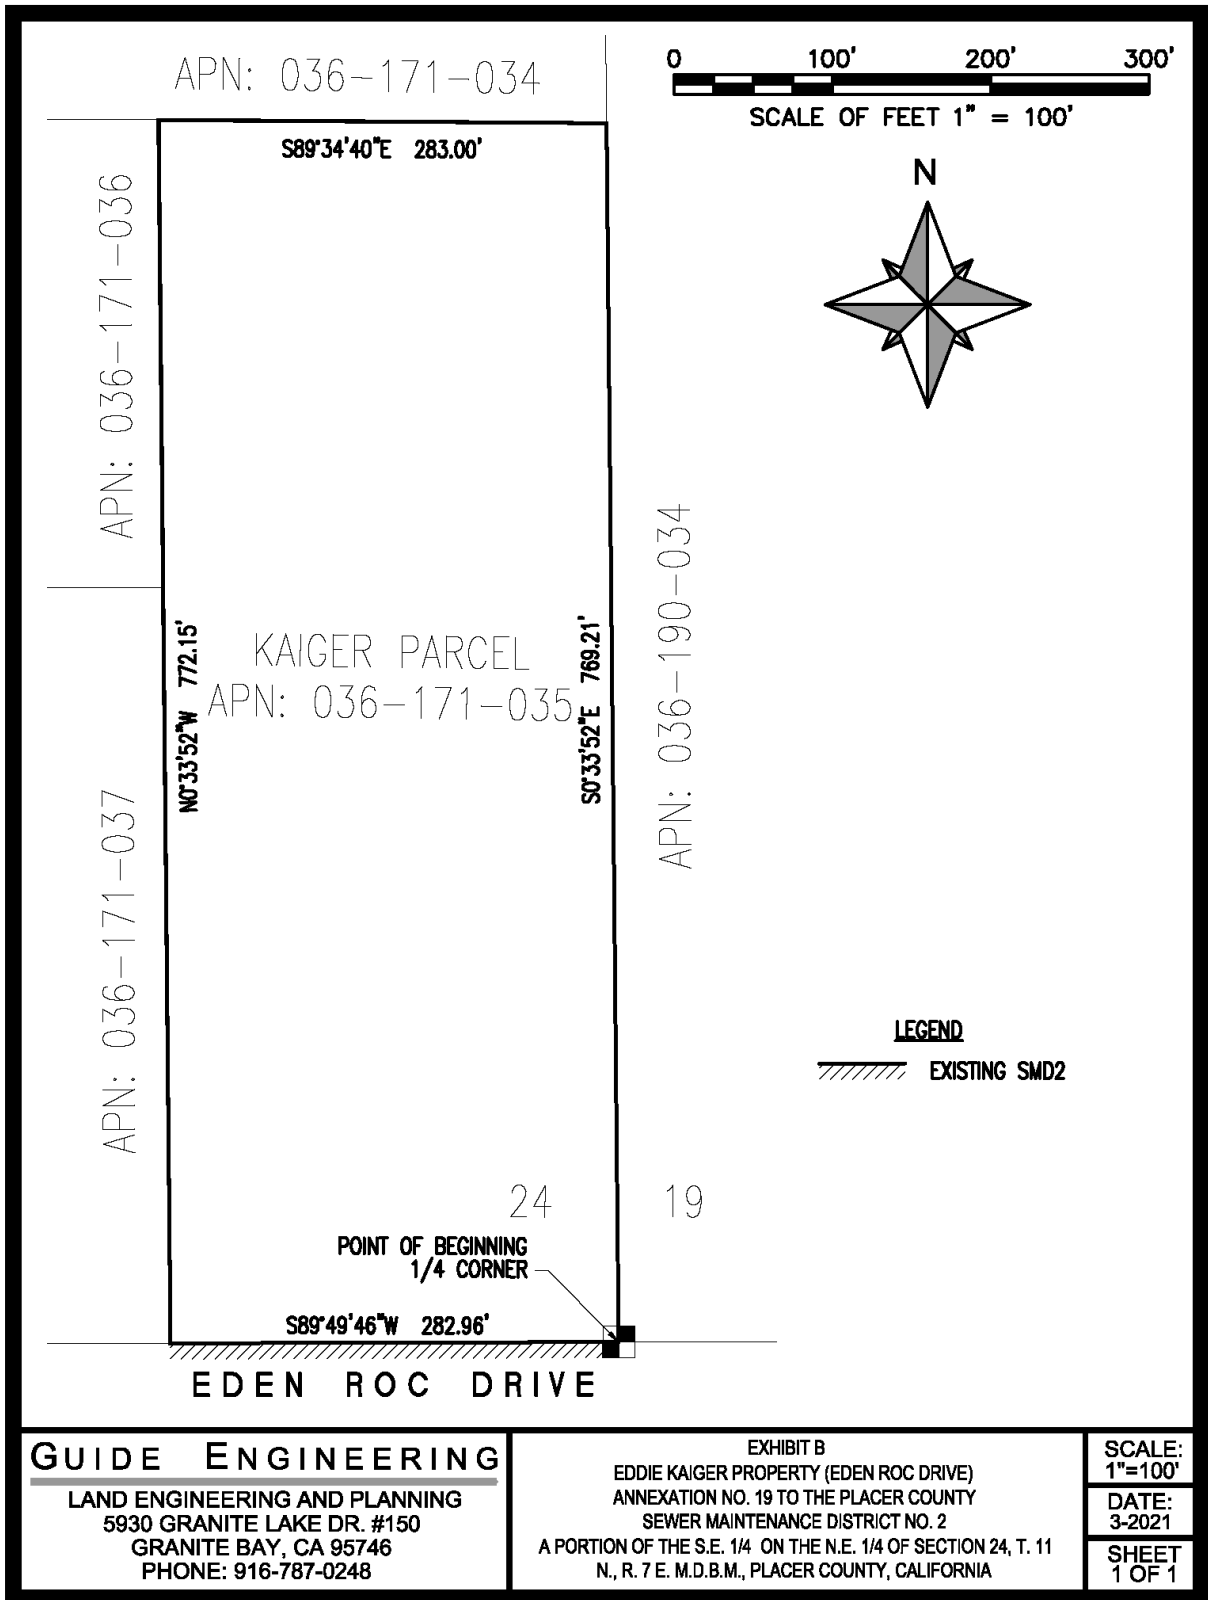 APN: 036-171-034
0 100' 200' 300'
SCALE OF FEET 1" = 100'
S89°34'40"E 283.00'
N
APN: 036-171-036
APN: 036-190-034
N0°33'52"W 772.15'
KAIGER PARCEL
APN: 036-171-035
S0°33'52"E 769.21'
APN: 036-171-037
LEGEND
EXISTING SMD2
24 19
POINT OF BEGINNING
1/4 CORNER
S89°49'46"W 282.96'
EDEN ROC DRIVE
GUIDE ENGINEERING
LAND ENGINEERING AND PLANNING
5930 GRANITE LAKE DR. #150
GRANITE BAY, CA 95746
PHONE: 916-787-0248
EXHIBIT B
EDDIE KAIGER PROPERTY (EDEN ROC DRIVE)
ANNEXATION NO. 19 TO THE PLACER COUNTY
SEWER MAINTENANCE DISTRICT NO. 2
A PORTION OF THE S.E. 1/4 ON THE N.E. 1/4 OF SECTION 24, T. 11
N., R. 7 E. M.D.B.M., PLACER COUNTY, CALIFORNIA
SCALE:
1"=100'
DATE:
3-2021
SHEET
1 OF 1